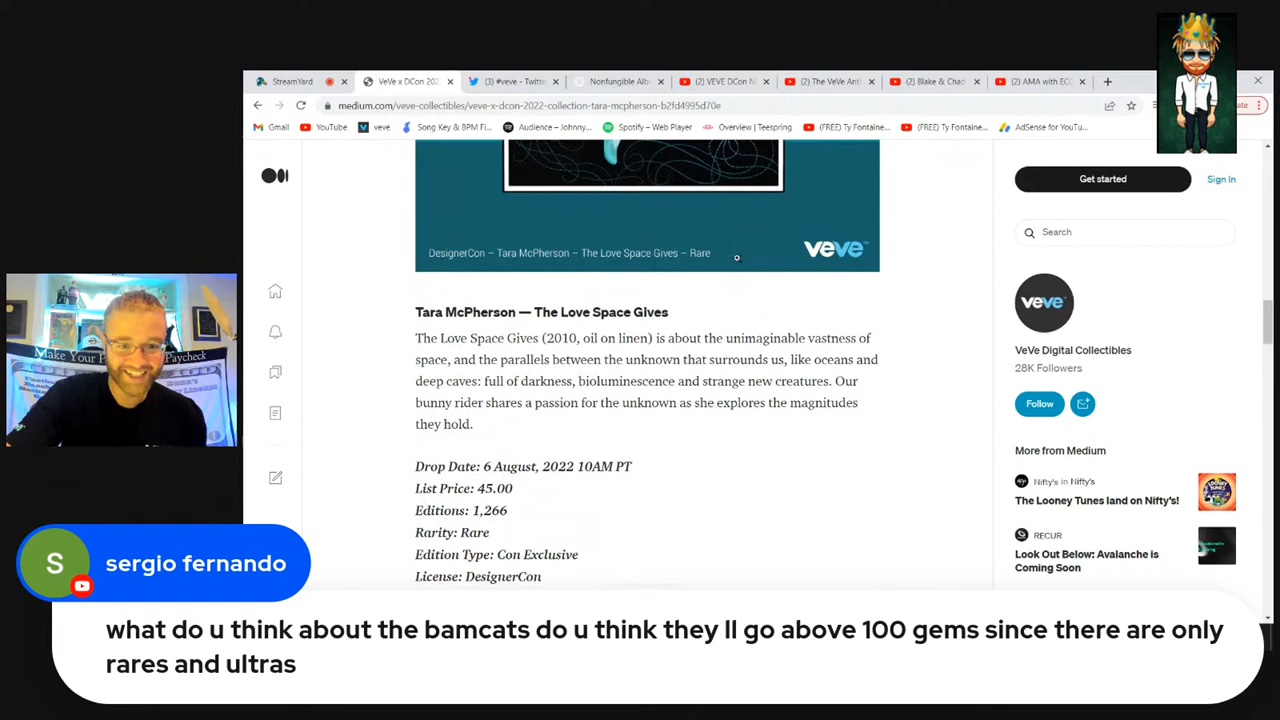 StreamYard
VeVe x DCon 202
(3) #veve - Twitte
Nonfungible Alb
(2) VEVE DCon N
(2) The VeVe Ant
(2) Blake & Chad
(2) AMA with EC
medium.com/veve-collectibles/veve-x-dcon-2022-collection-tara-mcpherson-b2fd4995d70e
Gmail
YouTube
veve
Song Key & BPM Fi...
Audience – Johnny...
Spotify – Web Player
Overview | Teespring
(FREE) Ty Fontaine...
(FREE) Ty Fontaine...
AdSense for YouTu...
DesignerCon – Tara McPherson – The Love Space Gives – Rare
veve
Tara McPherson — The Love Space Gives
The Love Space Gives (2010, oil on linen) is about the unimaginable vastness of
space, and the parallels between the unknown that surrounds us, like oceans and
deep caves: full of darkness, bioluminescence and strange new creatures. Our
bunny rider shares a passion for the unknown as she explores the magnitudes
they hold.
Drop Date: 6 August, 2022 10AM PT
List Price: 45.00
Editions: 1,266
Rarity: Rare
Edition Type: Con Exclusive
License: DesignerCon
Get started
Sign In
Search
veve
VeVe Digital Collectibles
28K Followers
Follow
More from Medium
Nifty's in Nifty's
The Looney Tunes land on Nifty's!
RECUR
Look Out Below: Avalanche is
Coming Soon
Make Your
Paycheck
S
sergio fernando
what do u think about the bamcats do u think they ll go above 100 gems since there are only
rares and ultras